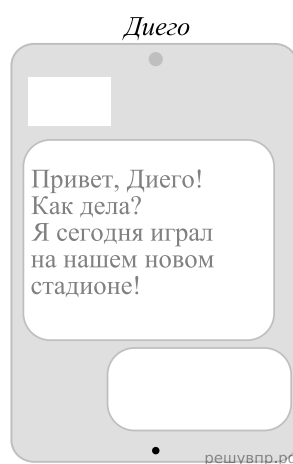 Диего
Привет, Диего!
Как дела?
Я сегодня играл
на нашем новом
стадионе!
решувпр.рф